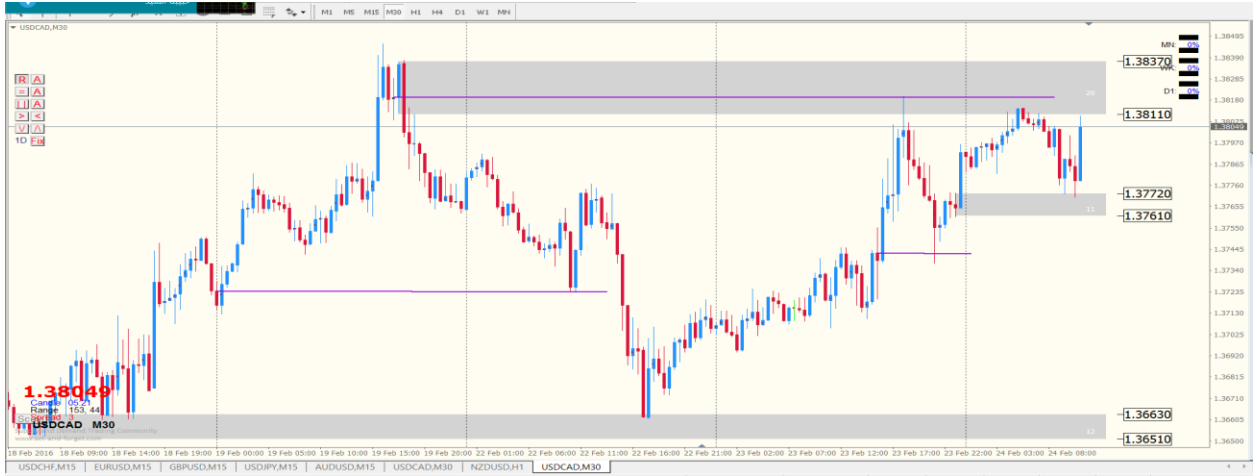 M1 M5 M15 M30 H1 H4 D1 W1 MN
USDCAD,M30
1.38495
MN: 0%
1.38390
1.38370
WK: 0%
1.38285
D1: 0%
20
1.38180
1.38110
1.38075
1.38049
1.37970
1.37865
1.37760
1.37720
1.37655
11
1.37610
1.37550
1.37445
1.37340
1.37235
1.37130
1.37025
1.36920
1.36815
1.36710
1.36630
1.36605
12
1.36510
1.36500
R A
= A
A
> <
1D Fix
1.38049
Candle 05:21
Range 153, 44
Spread 3
USDCAD M30
18 Feb 2016 18 Feb 09:00 18 Feb 14:00 18 Feb 19:00 19 Feb 00:00 19 Feb 05:00 19 Feb 10:00 19 Feb 15:00 19 Feb 20:00 22 Feb 01:00 22 Feb 06:00 22 Feb 11:00 22 Feb 16:00 22 Feb 21:00 23 Feb 02:00 23 Feb 07:00 23 Feb 12:00 23 Feb 17:00 23 Feb 22:00 24 Feb 03:00 24 Feb 08:00
USDCHF,M15 EURUSD,M15 GBPUSD,M15 USDJPY,M15 AUDUSD,M15 USDCAD,M30 NZDUSD,H1 USDCAD,M30